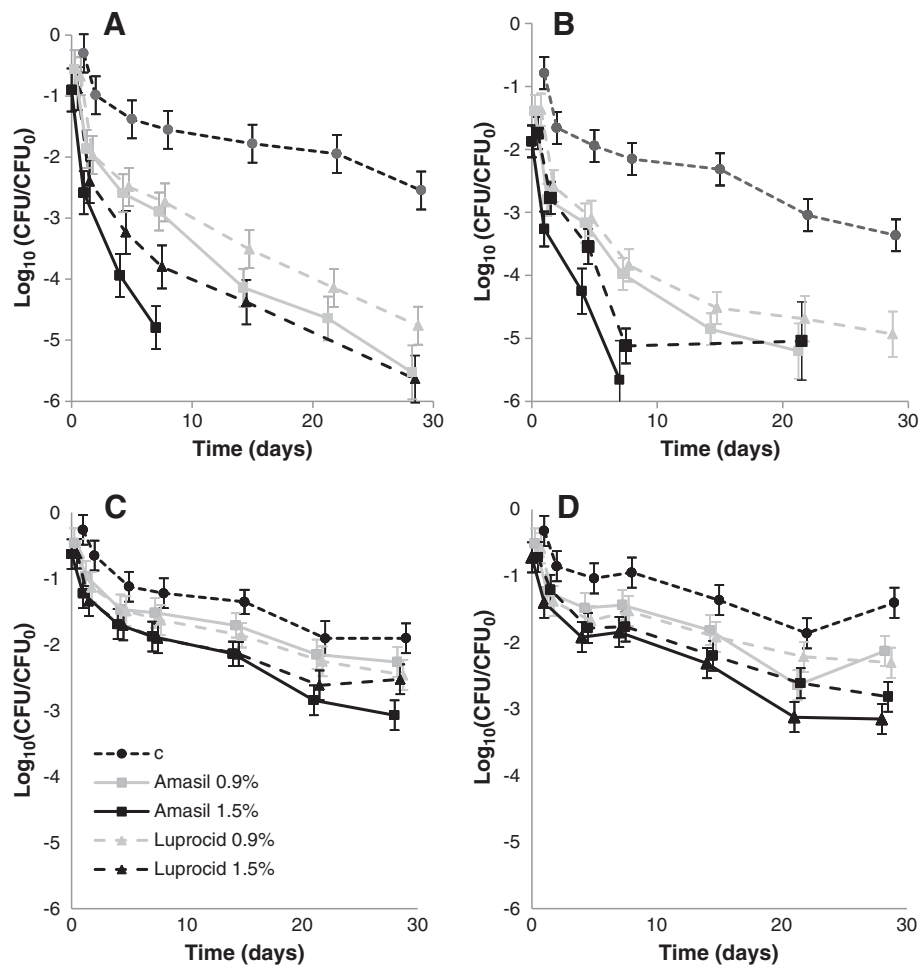 A
0
-1
-2
-3
-4
-5
-6
Log10 (CFU/CFU0)
0 10 20 30
Time (days)
B
0
-1
-2
-3
-4
-5
-6
Log10 (CFU/CFU0)
0 10 20 30
Time (days)
C
0
-1
-2
-3
-4
-5
-6
Log10(CFU/CFU0)
c
Amasil 0.9%
Amasil 1.5%
Luprocid 0.9%
Luprocid 1.5%
0 10 20 30
Time (days)
D
0
-1
-2
-3
-4
-5
-6
Log10(CFU/CFU0)
0 10 20 30
Time (days)